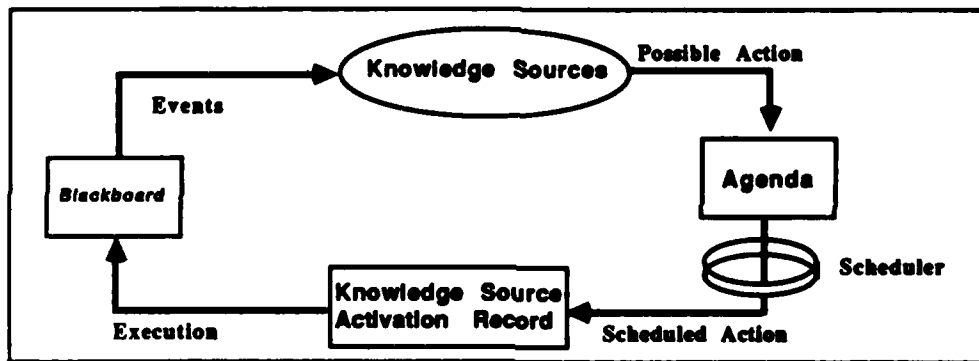 Knowledge Sources
Possible Action
Events
Blackboard
Agenda
Scheduler
Knowledge Source
Activation Record
Execution
Scheduled Action